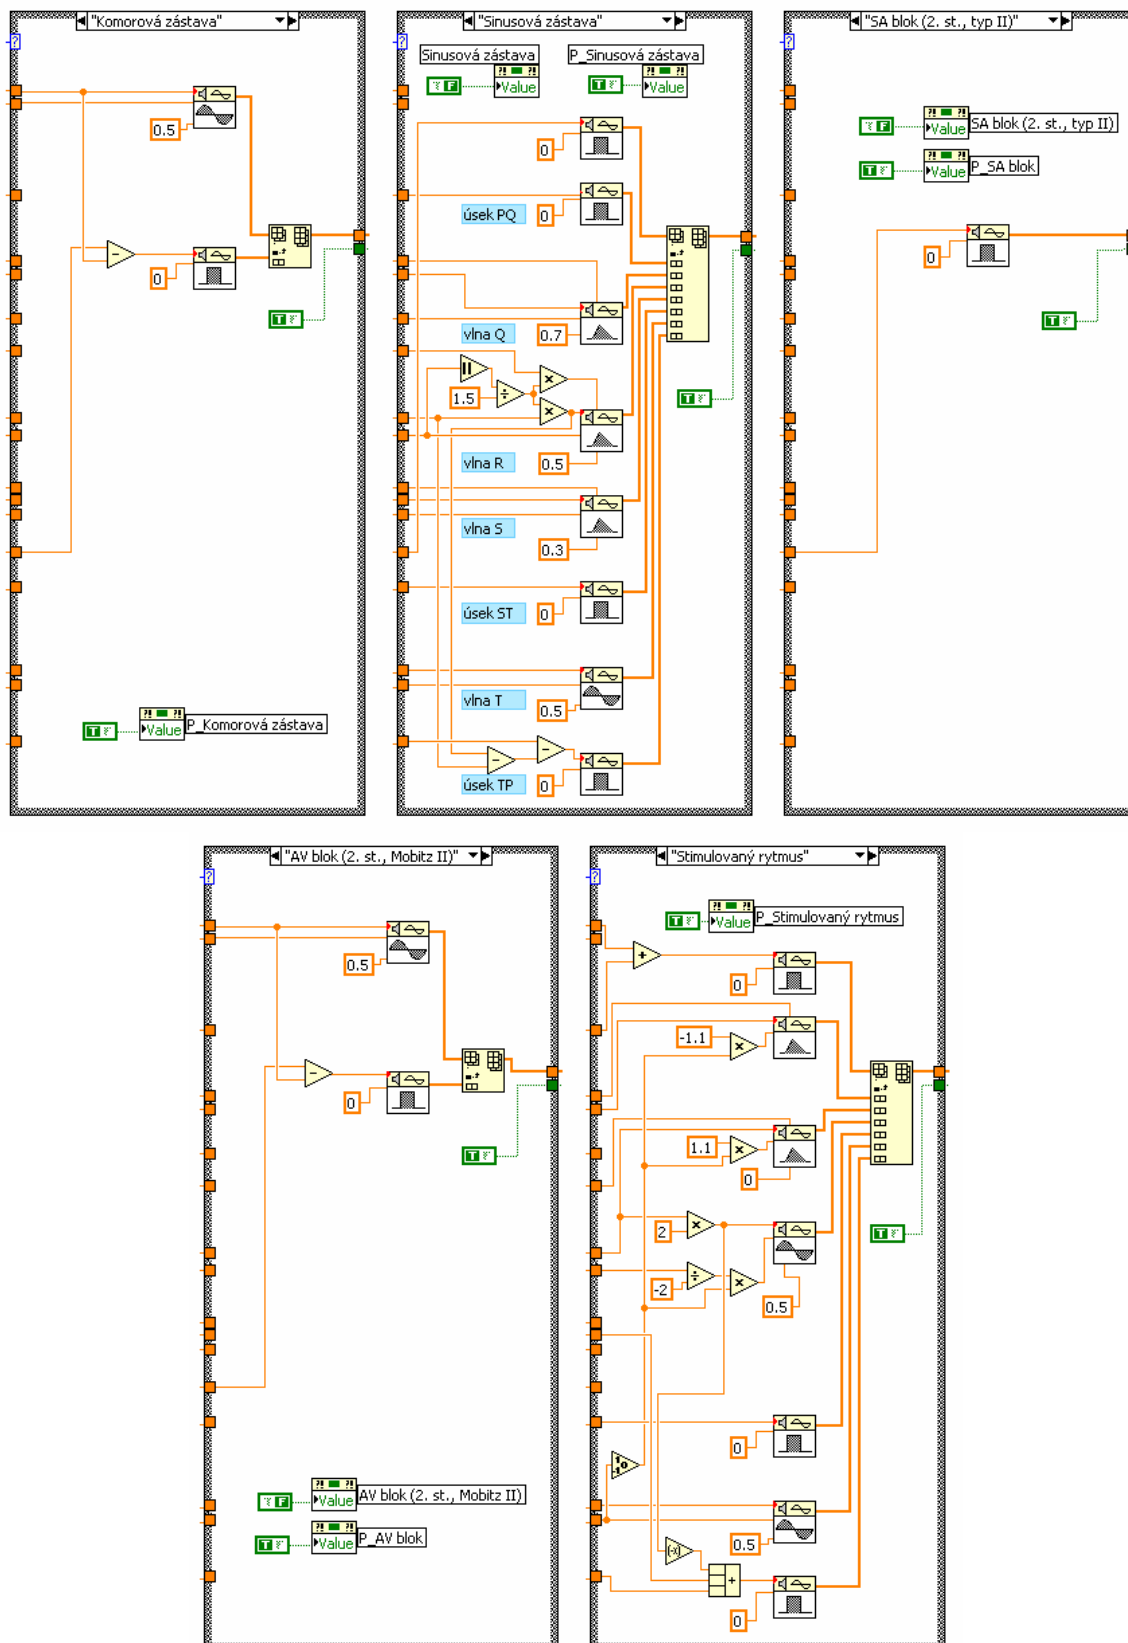 "Komorová zástava"
?
0.5
-
0
T
Value
P_Komorová zástava
T
"Sinusová zástava"
?
Sinusová zástava
F
Value
P_Sinusová zástava
T
Value
0
úsek PQ
0
vlna Q
0.7
1.5
÷
x
x
vlna R
0.5
vlna S
0.3
úsek ST
0
vlna T
0.5
-
-
úsek TP
0
T
"SA blok (2. st., typ II)"
?
F
Value
SA blok (2. st., typ II)
T
Value
P_SA blok
0
T
"AV blok (2. st., Mobitz II)"
?
0.5
-
0
T
F
Value
AV blok (2. st., Mobitz II)
T
Value
P_AV blok
"Stimulovaný rytmus"
?
T
Value
P_Stimulovaný rytmus
+
0
-1.1
x
1.1
x
0
2
x
÷
-2
x
0.5
T
0
0.5
+
0